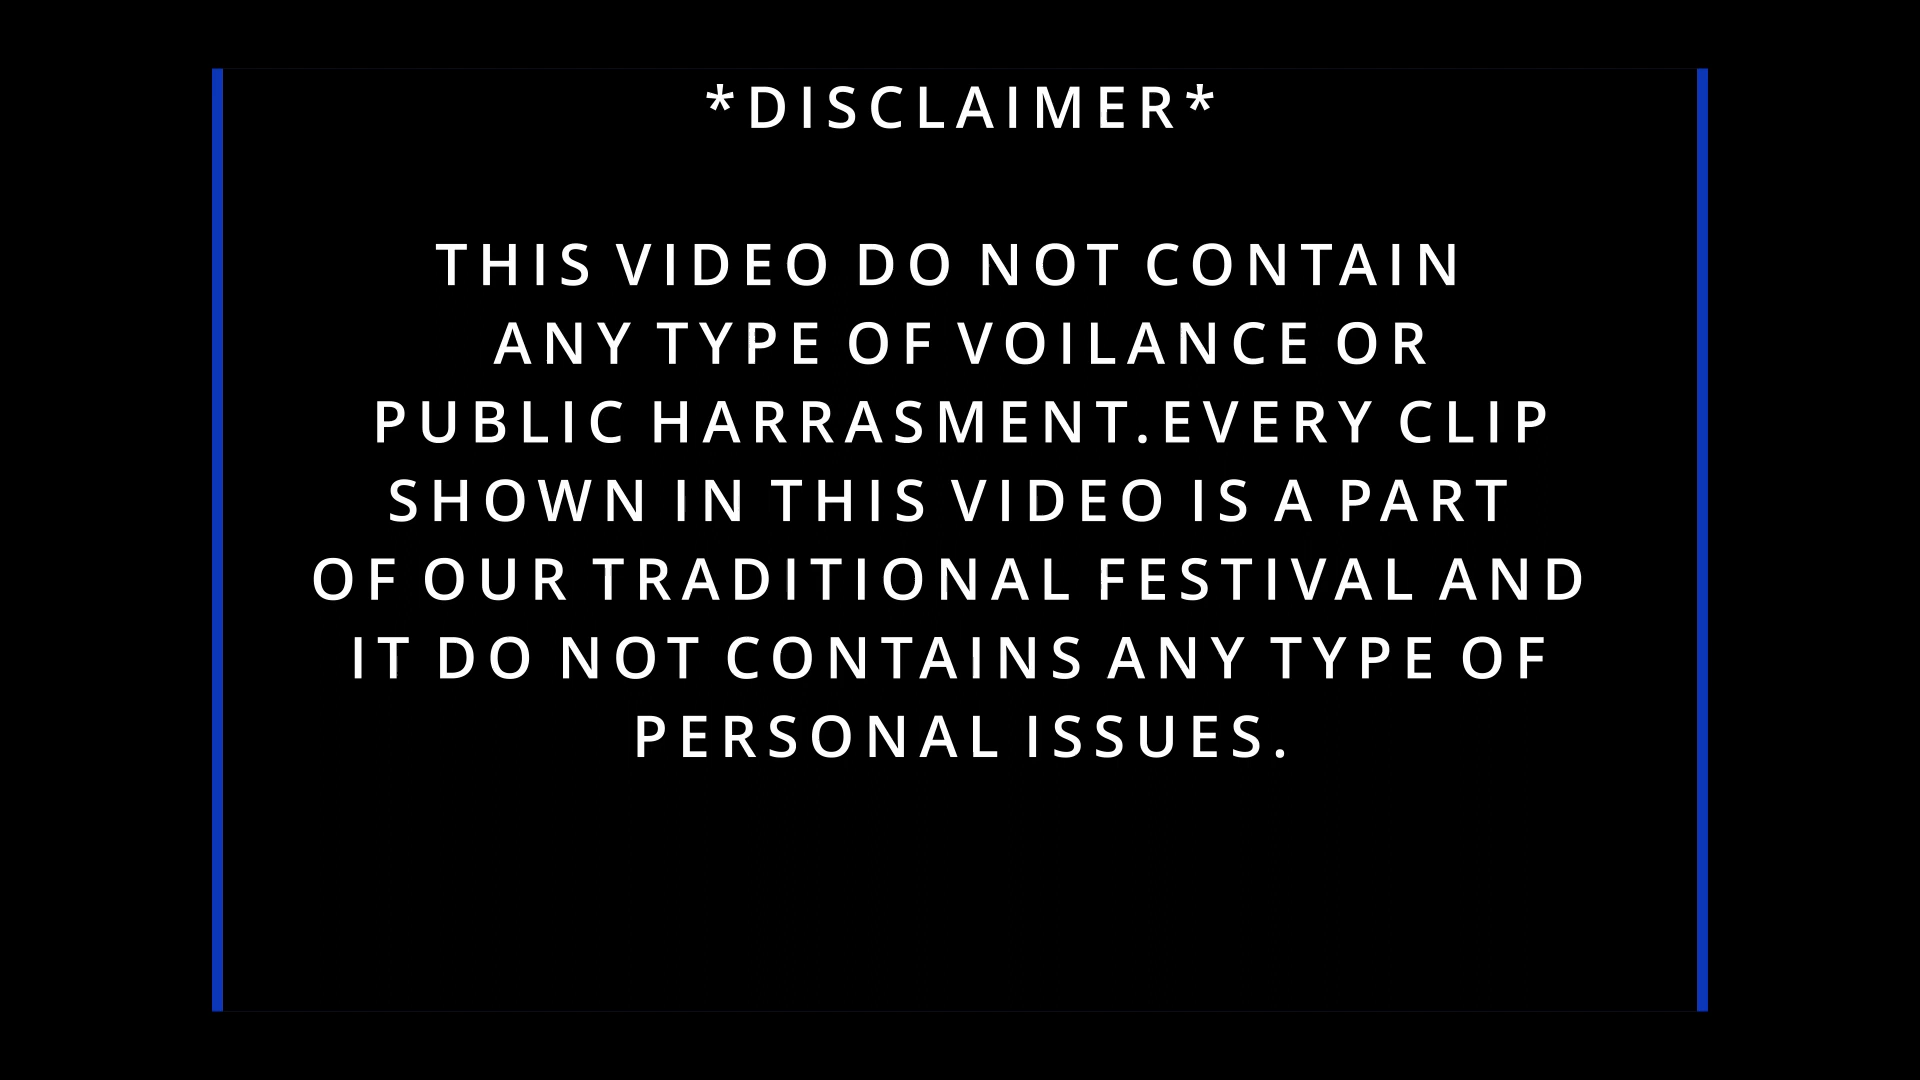 *DISCLAIMER*
THIS VIDEO DO NOT CONTAIN
ANY TYPE OF VOILANCE OR
PUBLIC HARRASMENT.EVERY CLIP
SHOWN IN THIS VIDEO IS A PART
OF OUR TRADITIONAL FESTIVAL AND
IT DO NOT CONTAINS ANY TYPE OF
PERSONAL ISSUES.